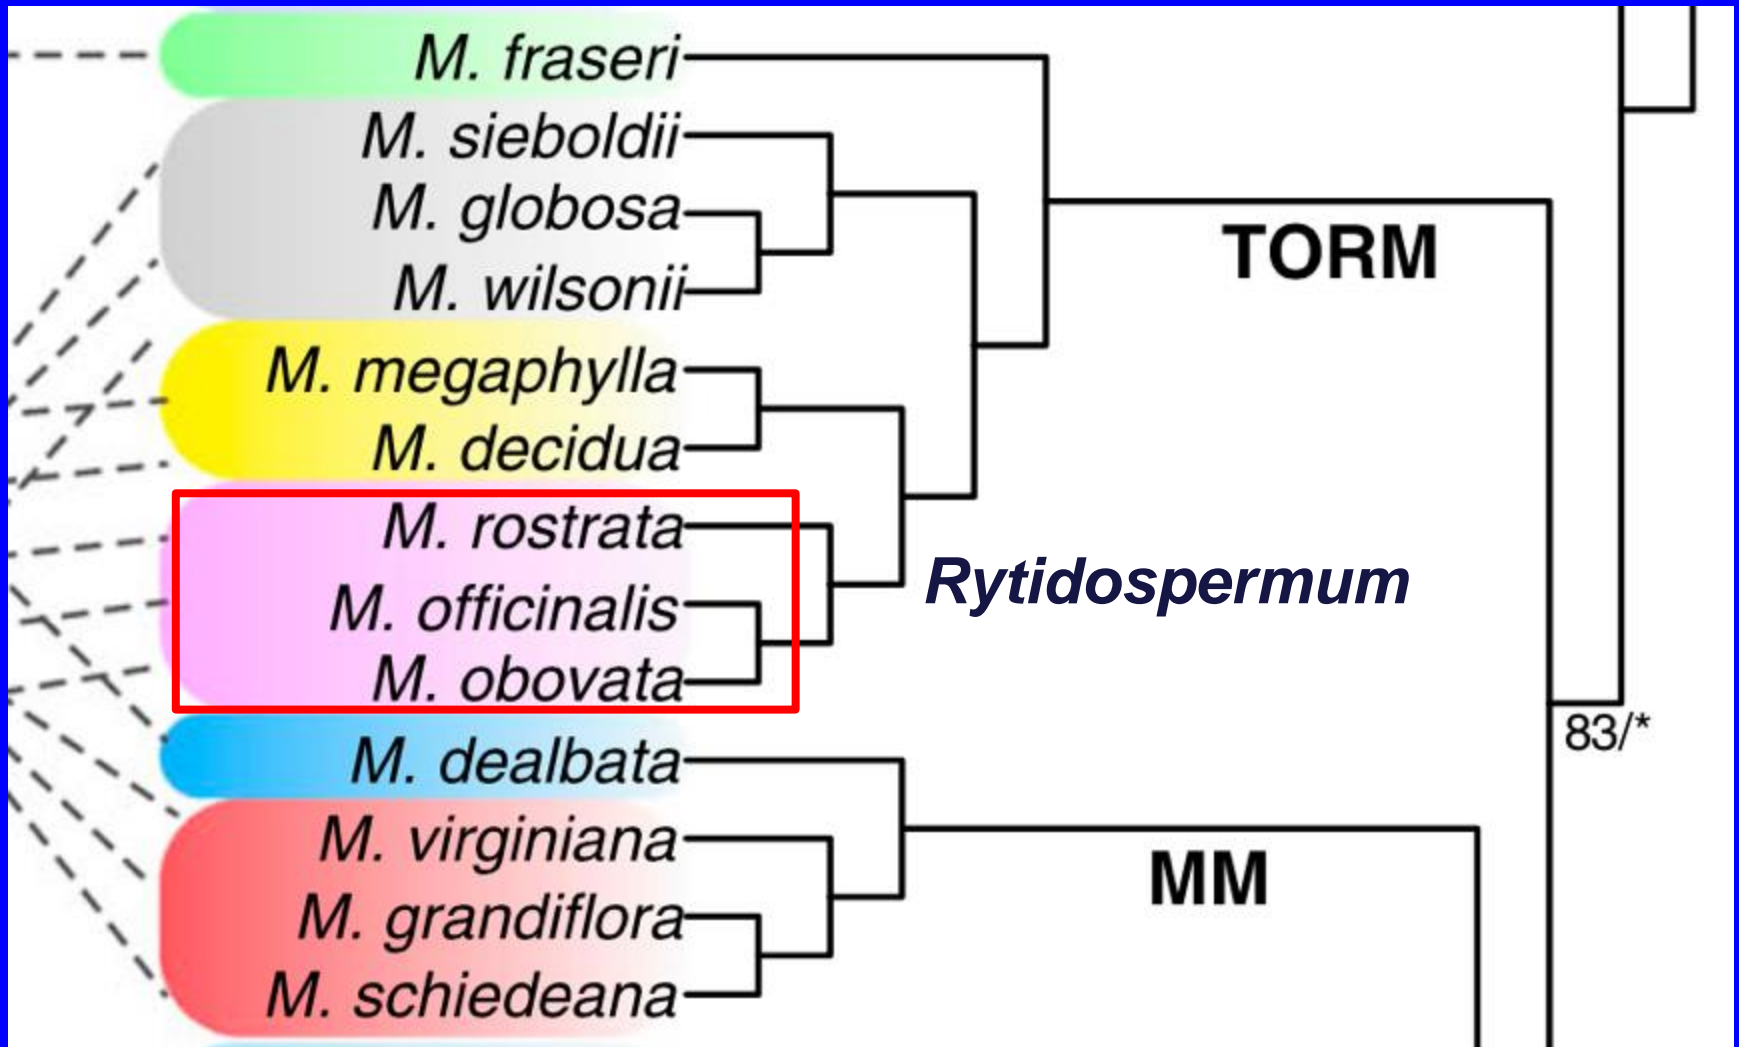 M. fraseri
M. sieboldii
M. globosa
TORM
M. wilsonii
M. megaphylla
M. decidua
M. rostrata
Rytidospermum
M. officinalis
M. obovata
83/*
M. dealbata
M. virginiana
MM
M. grandiflora
M. schiedeana